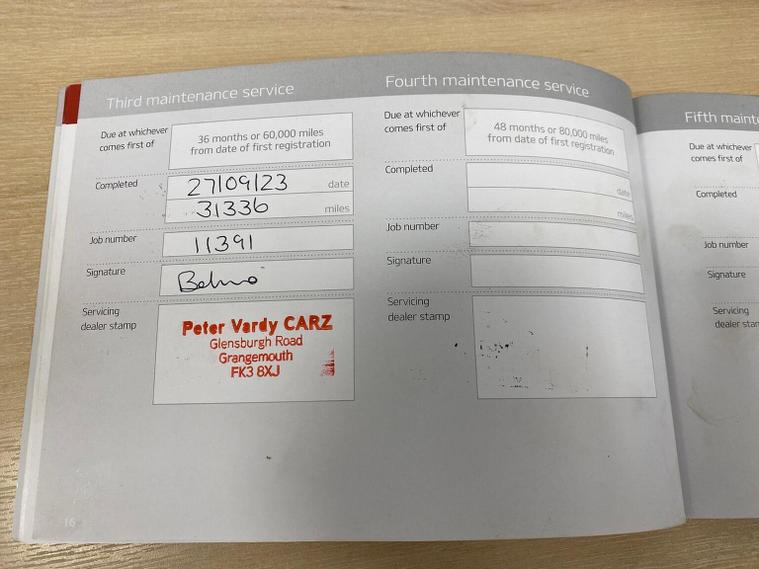 Third maintenance service
Due at whichever
comes first of
36 months or 60,000 miles
from date of first registration
Completed
27/09/23 date
31336 miles
Job number
11391
Signature
Servicing
dealer stamp
Peter Vardy CARZ
Glensburgh Road
Grangemouth
FK3 8XJ
16
Fourth maintenance service
Due at whichever
comes first of
48 months or 80,000 miles
from date of first registration
Completed
date
miles
Job number
Signature
Servicing
dealer stamp
Fifth maint
Due at whichever
comes first of
Completed
Job number
Signature
Servicing
dealer stam